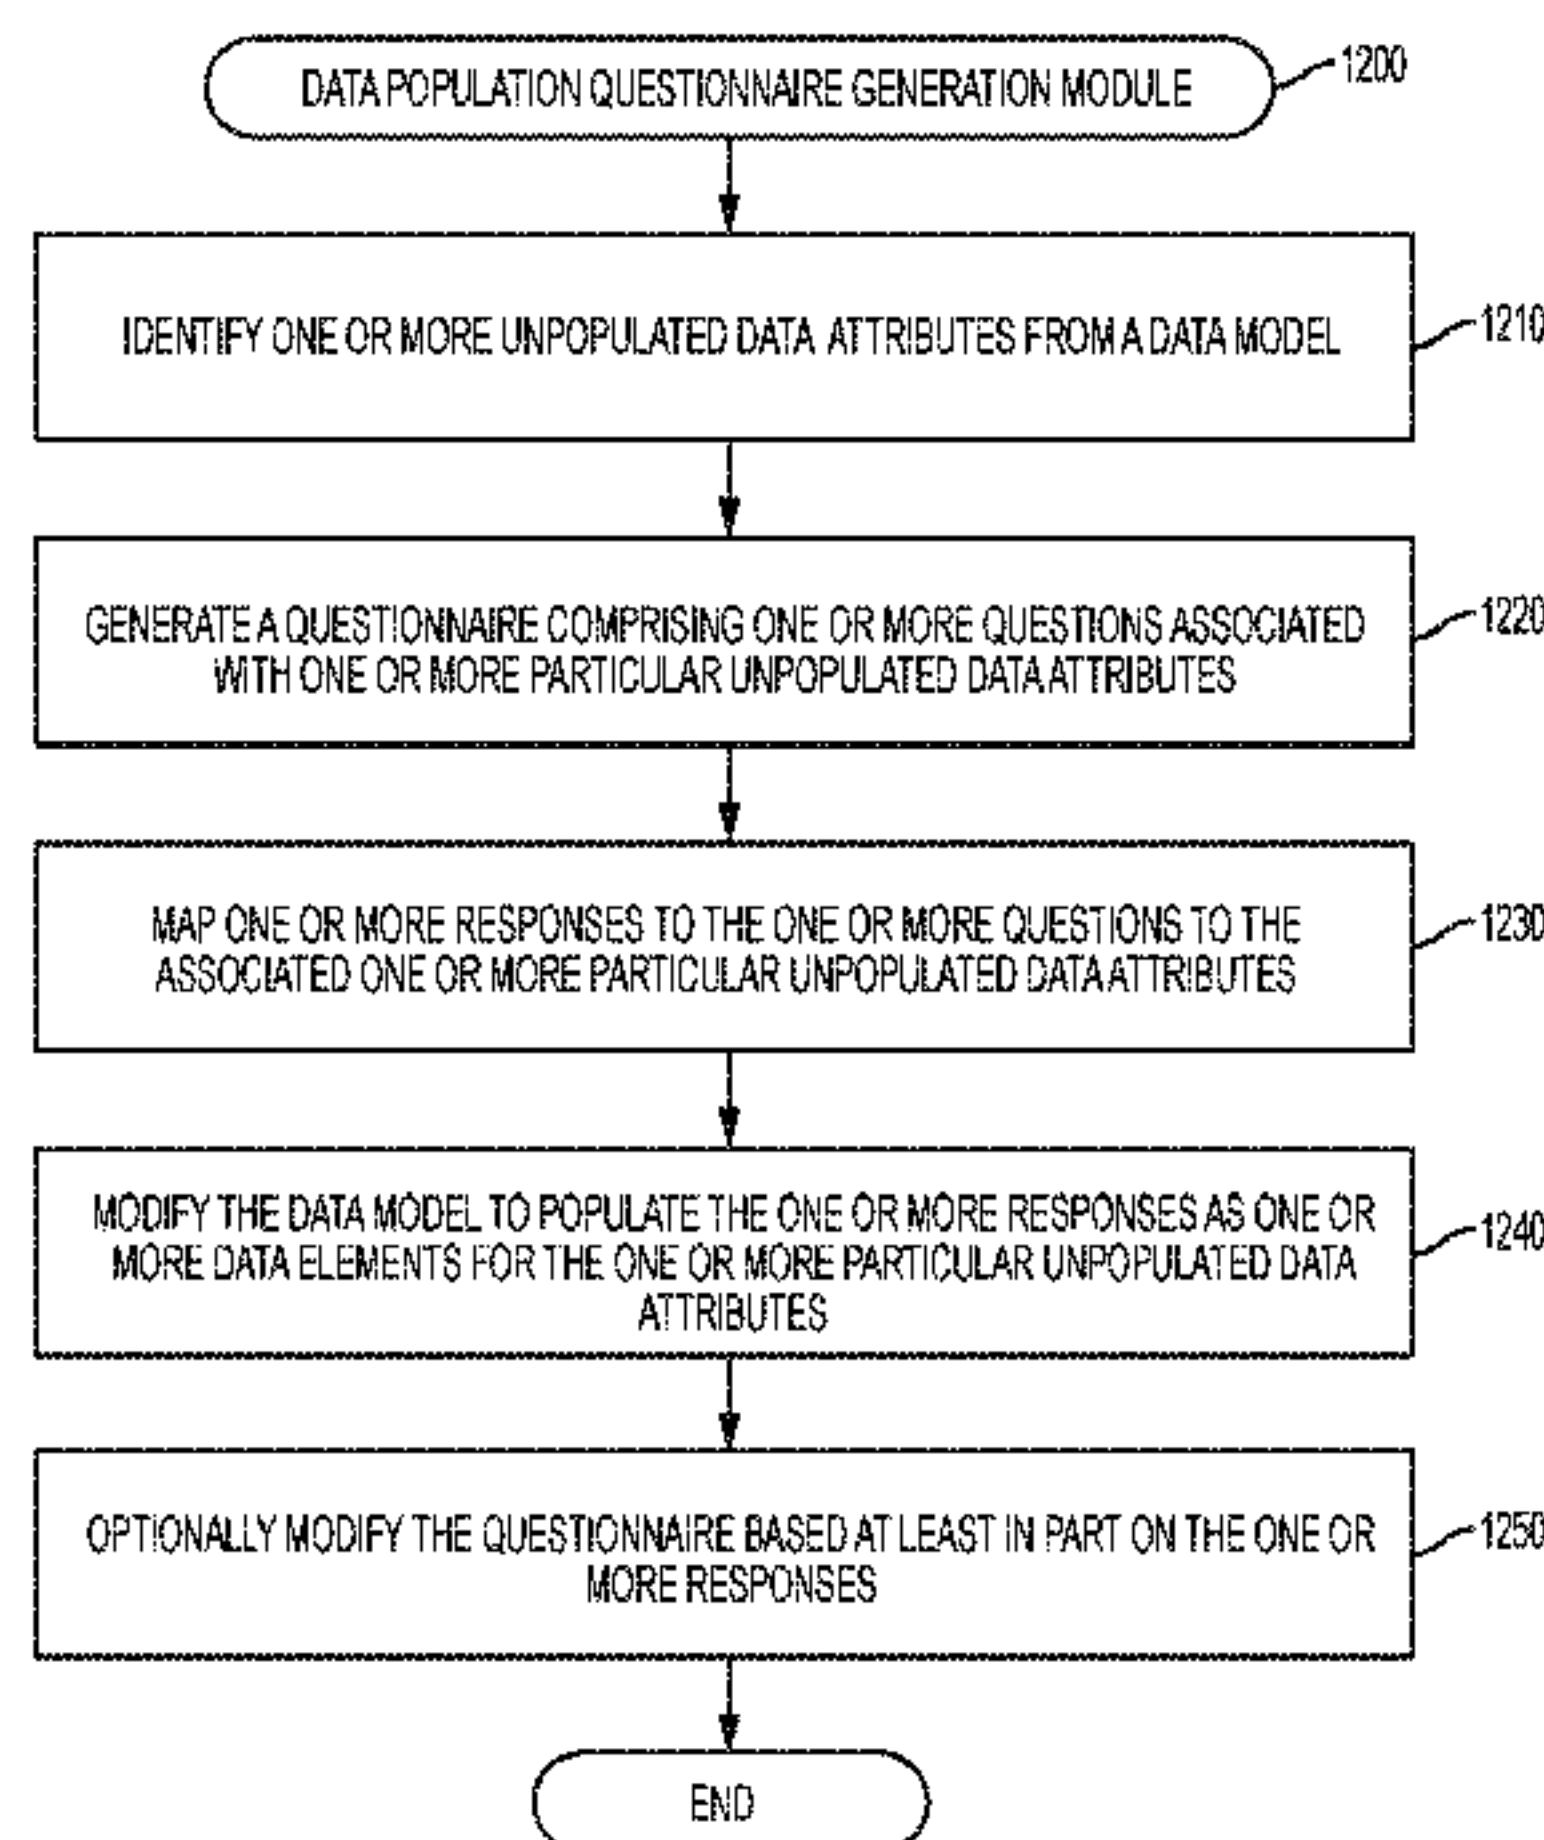 DATA POPULATION QUESTIONNAIRE GENERATION MODULE
1200
IDENTIFY ONE OR MORE UNPOPULATED DATA ATTRIBUTES FROM A DATA MODEL
1210
GENERATE A QUESTIONNAIRE COMPRISING ONE OR MORE QUESTIONS ASSOCIATED
WITH ONE OR MORE PARTICULAR UNPOPULATED DATA ATTRIBUTES
1220
MAP ONE OR MORE RESPONSES TO THE ONE OR MORE QUESTIONS TO THE
ASSOCIATED ONE OR MORE PARTICULAR UNPOPULATED DATA ATTRIBUTES
1230
MODIFY THE DATA MODEL TO POPULATE THE ONE OR MORE RESPONSES AS ONE OR
MORE DATA ELEMENTS FOR THE ONE OR MORE PARTICULAR UNPOPULATED DATA
ATTRIBUTES
1240
OPTIONALLY MODIFY THE QUESTIONNAIRE BASED AT LEAST IN PART ON THE ONE OR
MORE RESPONSES
1250
END